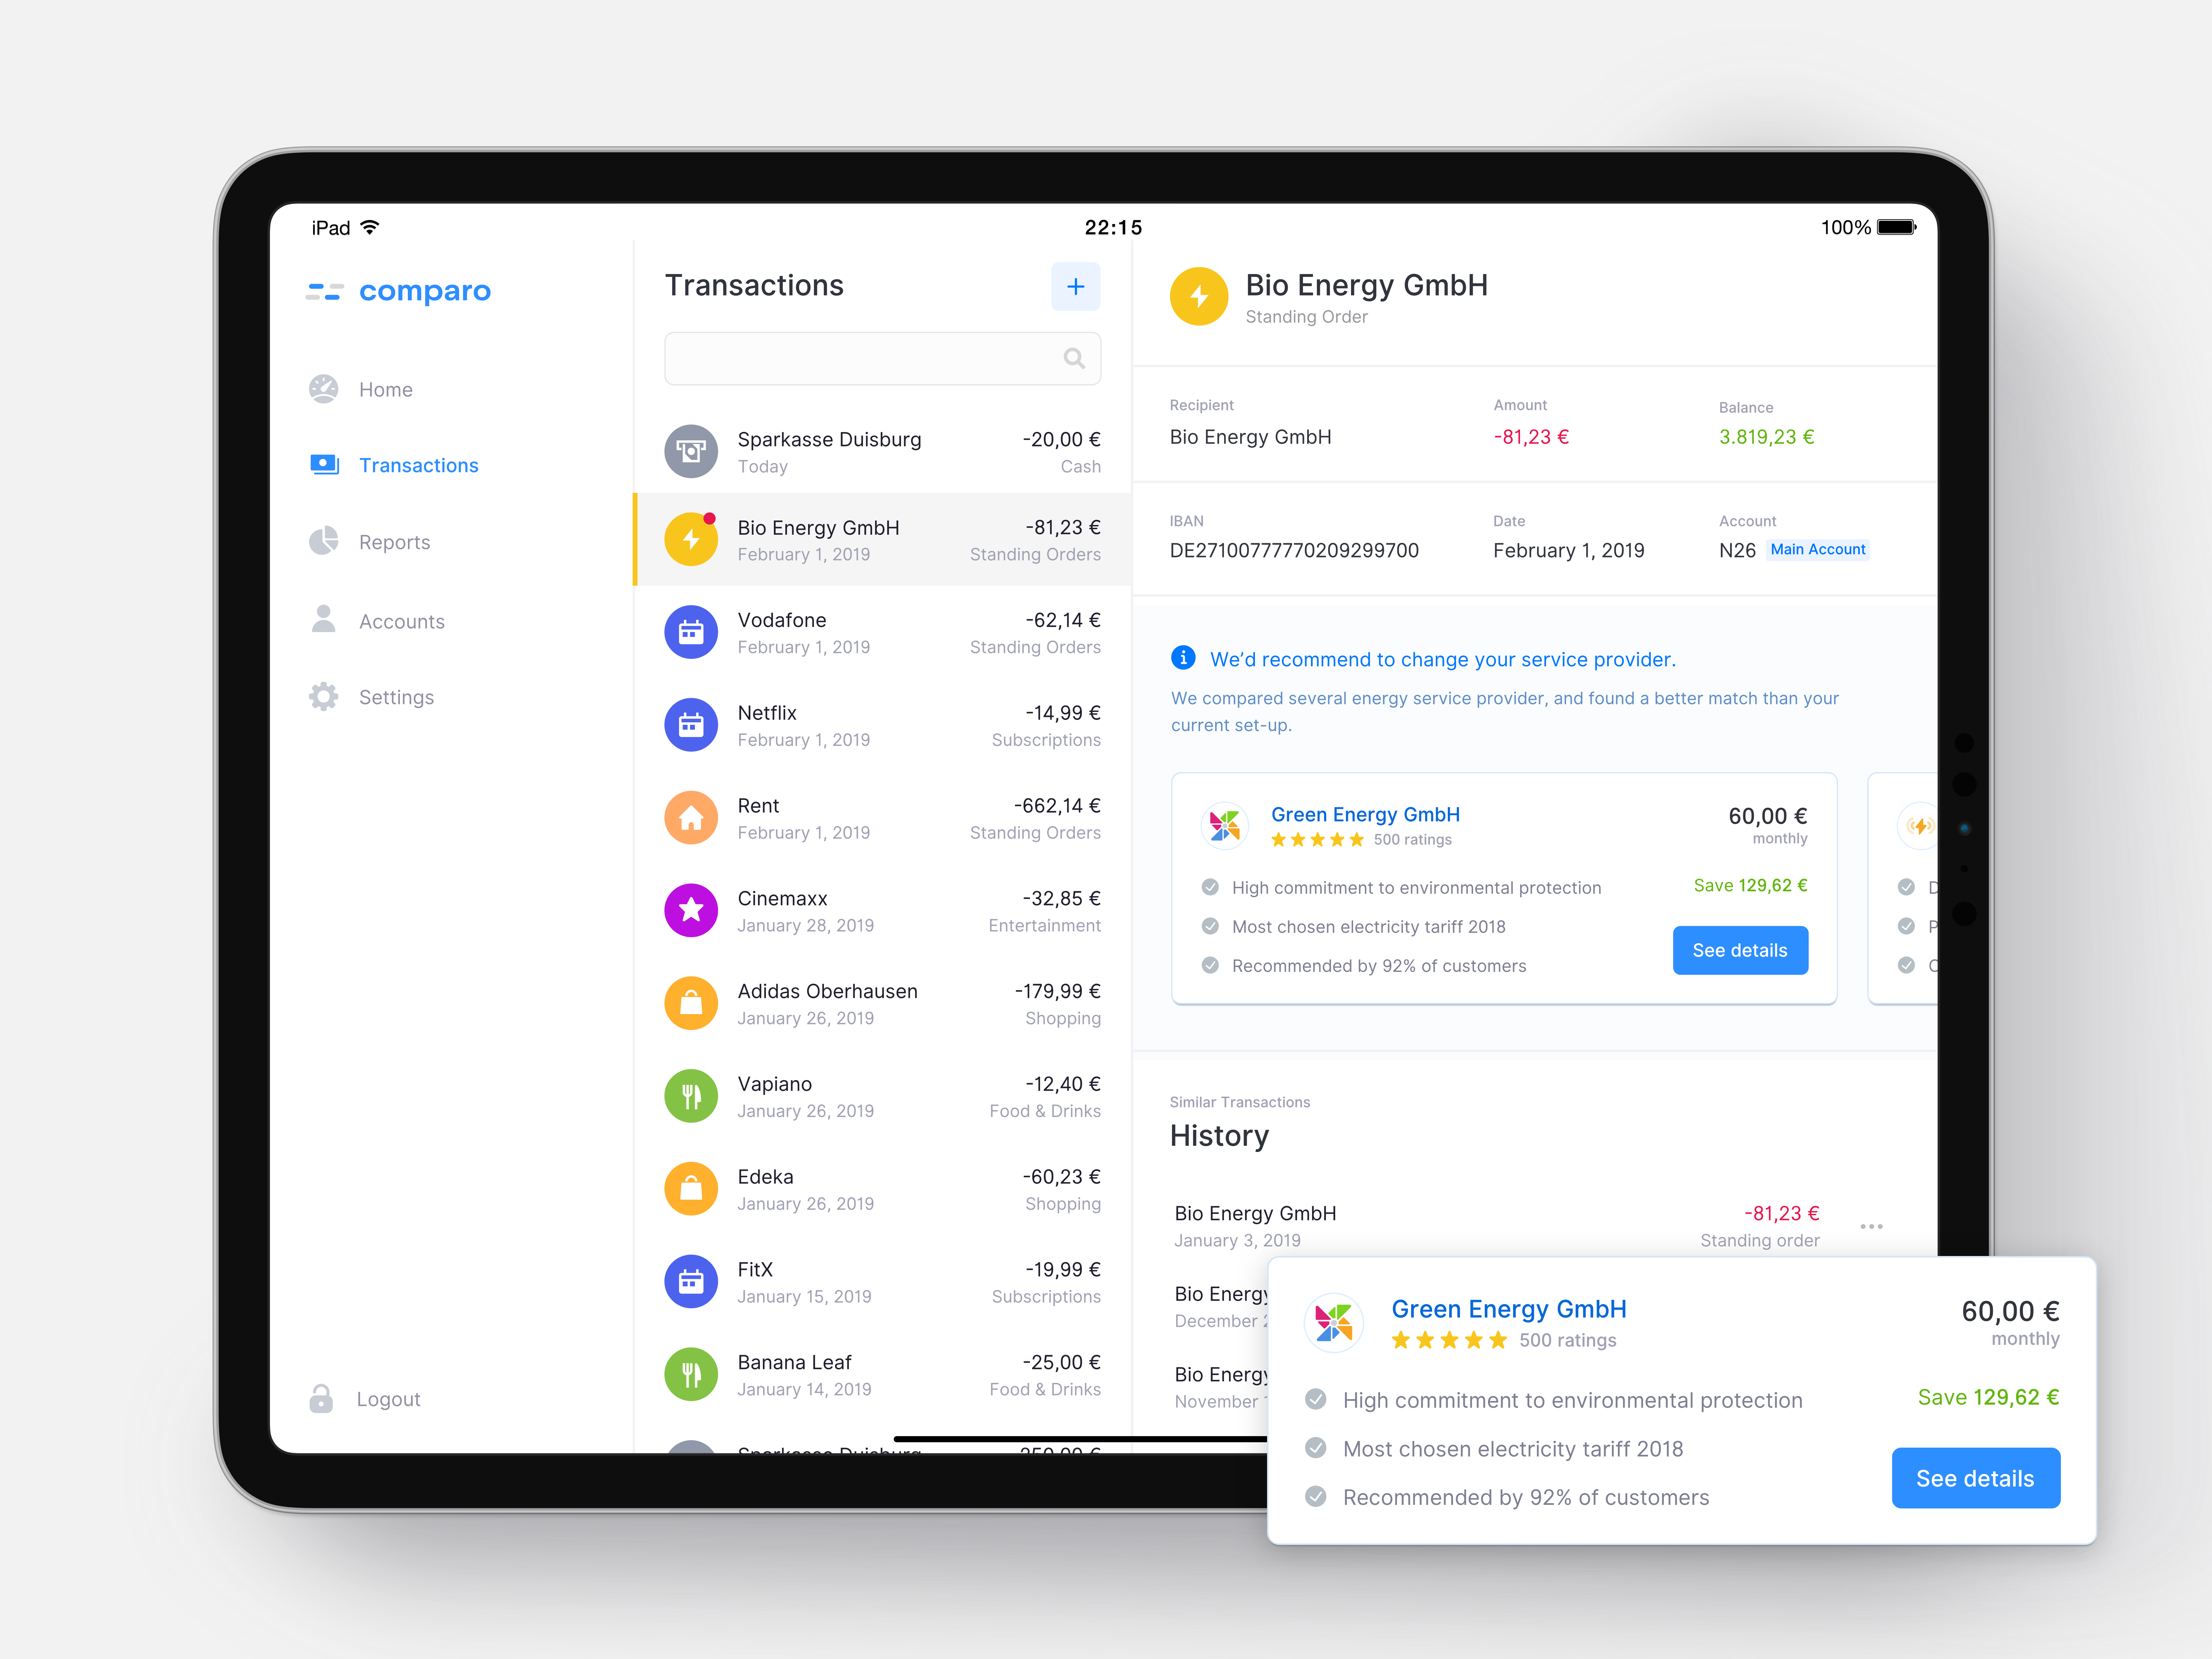 iPad
22:15
100%
comparo
Home
Transactions
Reports
Accounts
Settings
Logout
Transactions
+
Sparkasse Duisburg -20,00 €
Today Cash
Bio Energy GmbH -81,23 €
February 1, 2019 Standing Orders
Vodafone -62,14 €
February 1, 2019 Standing Orders
Netflix -14,99 €
February 1, 2019 Subscriptions
Rent -662,14 €
February 1, 2019 Standing Orders
Cinemaxx -32,85 €
January 28, 2019 Entertainment
Adidas Oberhausen -179,99 €
January 26, 2019 Shopping
Vapiano -12,40 €
January 26, 2019 Food & Drinks
Edeka -60,23 €
January 26, 2019 Shopping
FitX -19,99 €
January 15, 2019 Subscriptions
Banana Leaf -25,00 €
January 14, 2019 Food & Drinks
Sparkasse Duisburg
Bio Energy GmbH
Standing Order
Recipient Amount Balance
Bio Energy GmbH -81,23 € 3.819,23 €
IBAN Date Account
DE27100777770209299700 February 1, 2019 N26 Main Account
We'd recommend to change your service provider.
We compared several energy service provider, and found a better match than your
current set-up.
Green Energy GmbH 60,00 €
500 ratings monthly
High commitment to environmental protection Save 129,62 €
Most chosen electricity tariff 2018
Recommended by 92% of customers
See details
Similar Transactions
History
Bio Energy GmbH -81,23 €
January 3, 2019 Standing order
Bio Energy
December
Bio Energy
November
Green Energy GmbH 60,00 €
500 ratings monthly
High commitment to environmental protection Save 129,62 €
Most chosen electricity tariff 2018
Recommended by 92% of customers
See details